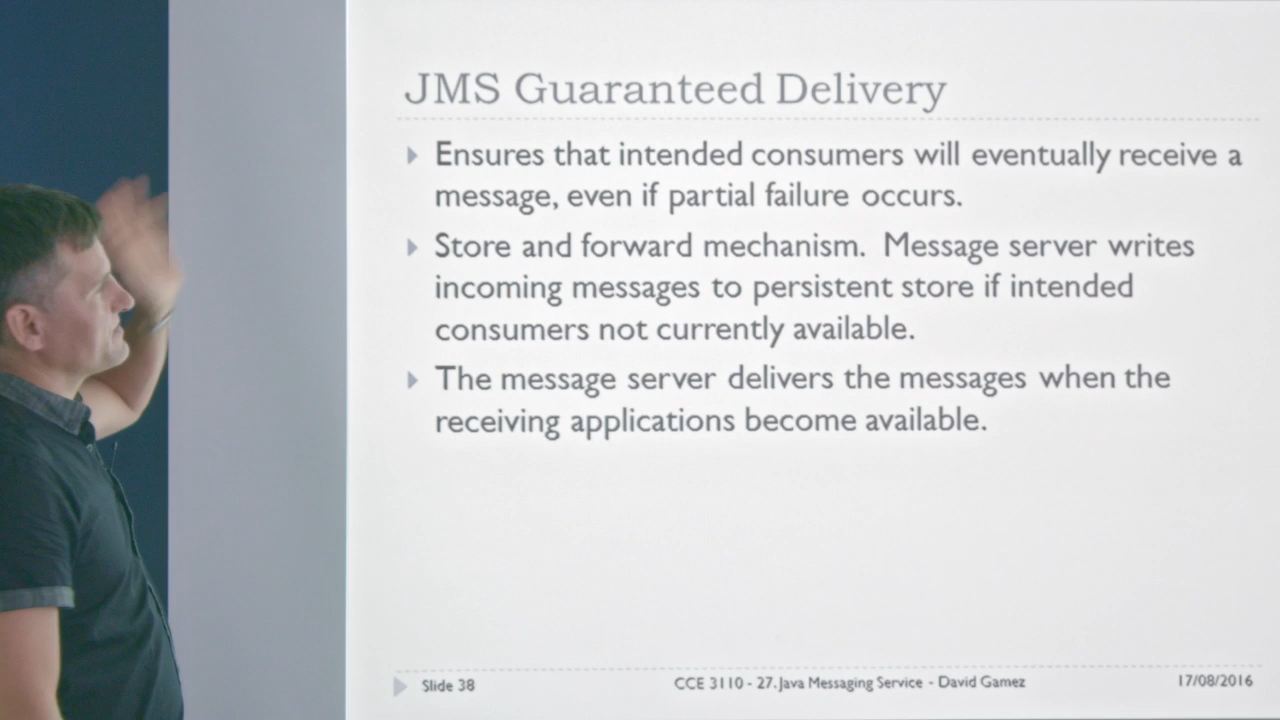 JMS Guaranteed Delivery
Ensures that intended consumers will eventually receive a
message, even if partial failure occurs.
Store and forward mechanism. Message server writes
incoming messages to persistent store if intended
consumers not currently available.
The message server delivers the messages when the
receiving applications become available.
Slide 38
CCE 3110 - 27. Java Messaging Service - David Gamez
17/08/2016